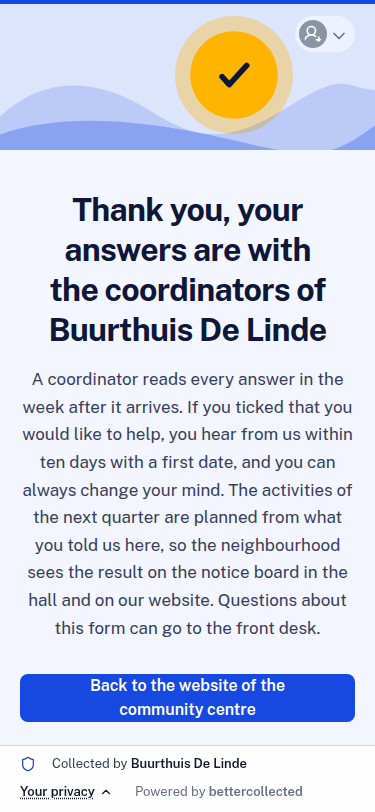 Thank you, your
answers are with
the coordinators of
Buurthuis De Linde
A coordinator reads every answer in the
week after it arrives. If you ticked that you
would like to help, you hear from us within
ten days with a first date, and you can
always change your mind. The activities of
the next quarter are planned from what
you told us here, so the neighbourhood
sees the result on the notice board in the
hall and on our website. Questions about
this form can go to the front desk.
Back to the website of the
community centre
Collected by Buurthuis De Linde
Your privacy Powered by bettercollected